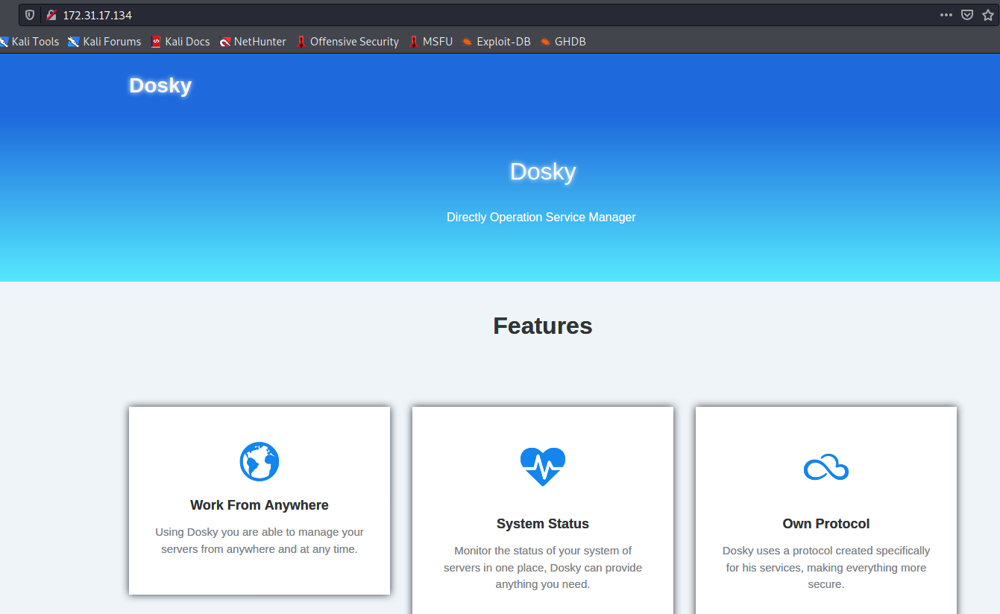 172.31.17.134
Kali Tools Kali Forums Kali Docs NetHunter Offensive Security MSFU Exploit-DB GHDB
Dosky
Dosky
Directly Operation Service Manager
Features
Work From Anywhere
Using Dosky you are able to manage your
servers from anywhere and at any time.
System Status
Monitor the status of your system of
servers in one place, Dosky can provide
anything you need.
Own Protocol
Dosky uses a protocol created specifically
for his services, making everything more
secure.